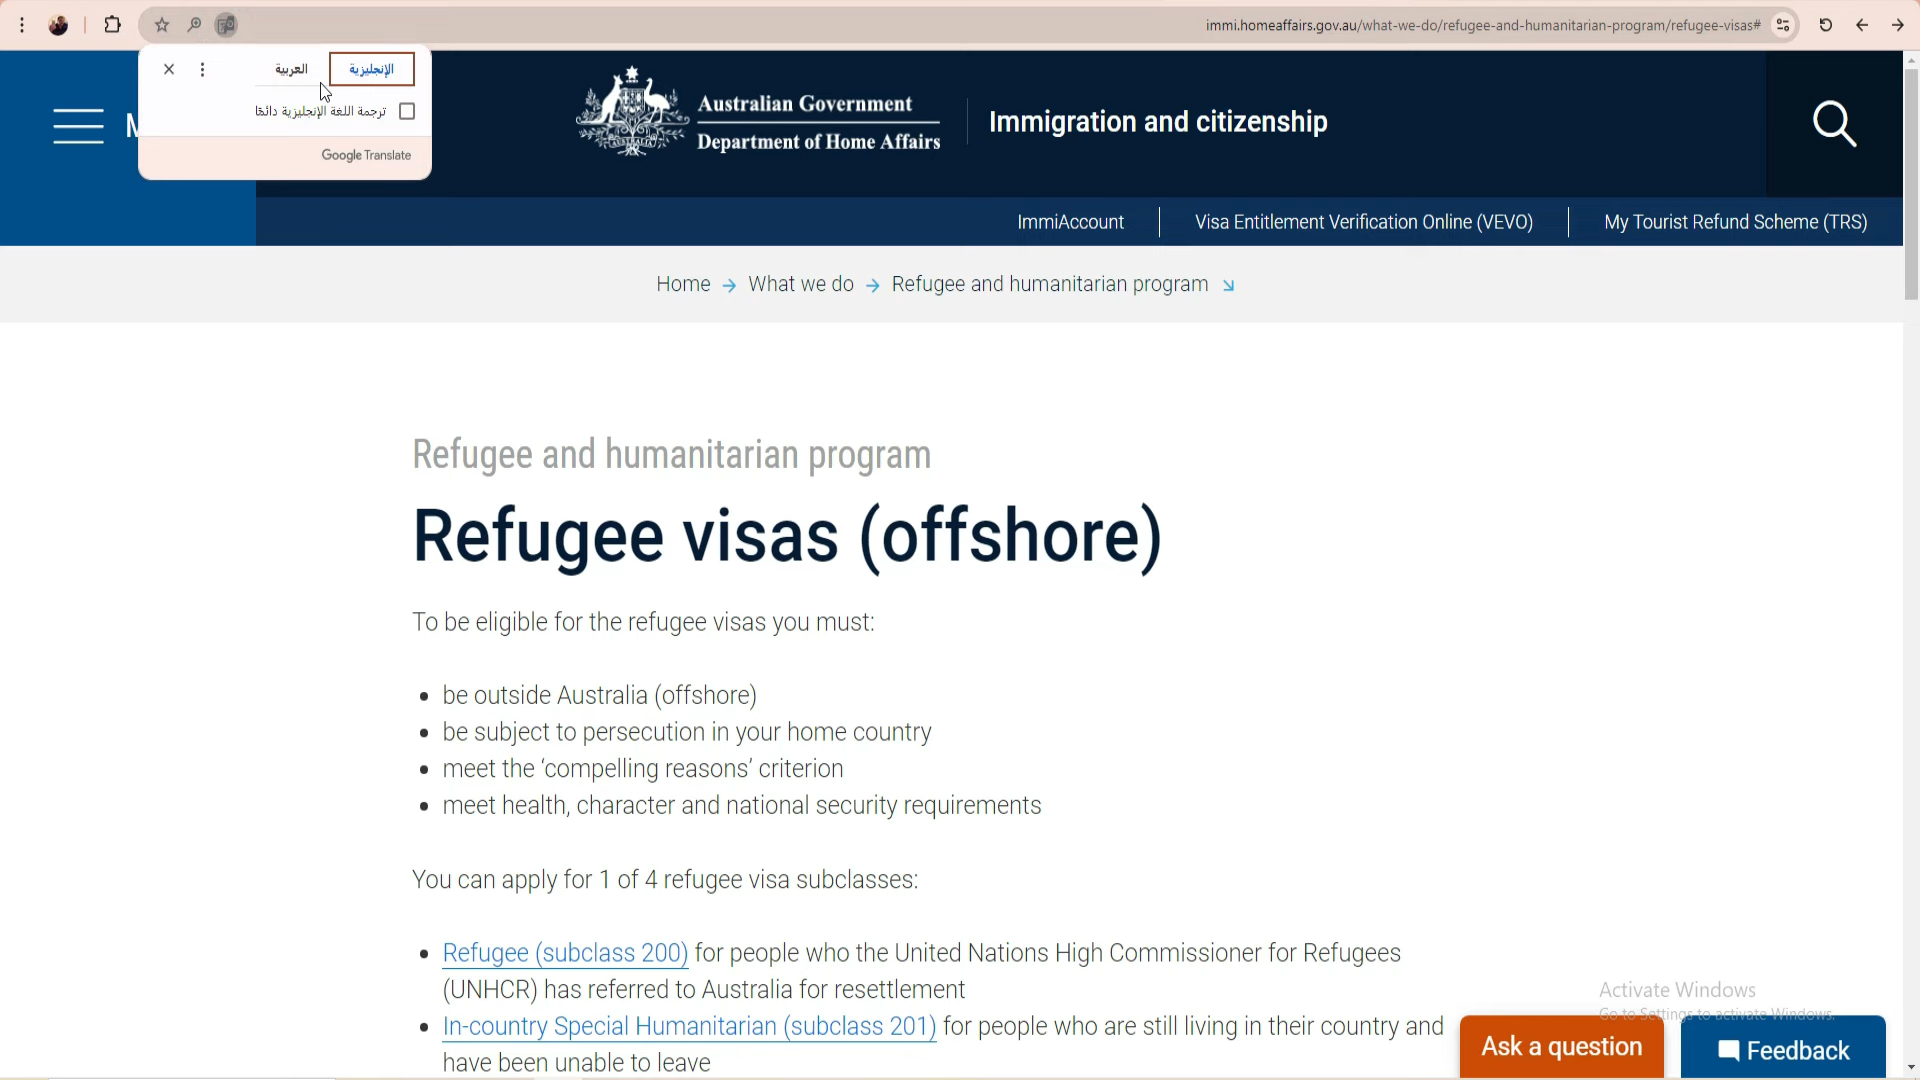 immi.homeaffairs.gov.au/what-we-do/refugee-and-humanitarian-program/refugee-visas#
العربية
الإنجليزية
ترجمة اللغة الإنجليزية دائمًا
Google Translate
M
Australian Government
Department of Home Affairs
Immigration and citizenship
ImmiAccount
Visa Entitlement Verification Online (VEVO)
My Tourist Refund Scheme (TRS)
Home → What we do → Refugee and humanitarian program
Refugee and humanitarian program
Refugee visas (offshore)
To be eligible for the refugee visas you must:
• be outside Australia (offshore)
• be subject to persecution in your home country
• meet the ‘compelling reasons’ criterion
• meet health, character and national security requirements
You can apply for 1 of 4 refugee visa subclasses:
• Refugee (subclass 200) for people who the United Nations High Commissioner for Refugees
(UNHCR) has referred to Australia for resettlement
• In-country Special Humanitarian (subclass 201) for people who are still living in their country and
have been unable to leave
Activate Windows
Go to Settings to activate Windows.
Ask a question
Feedback